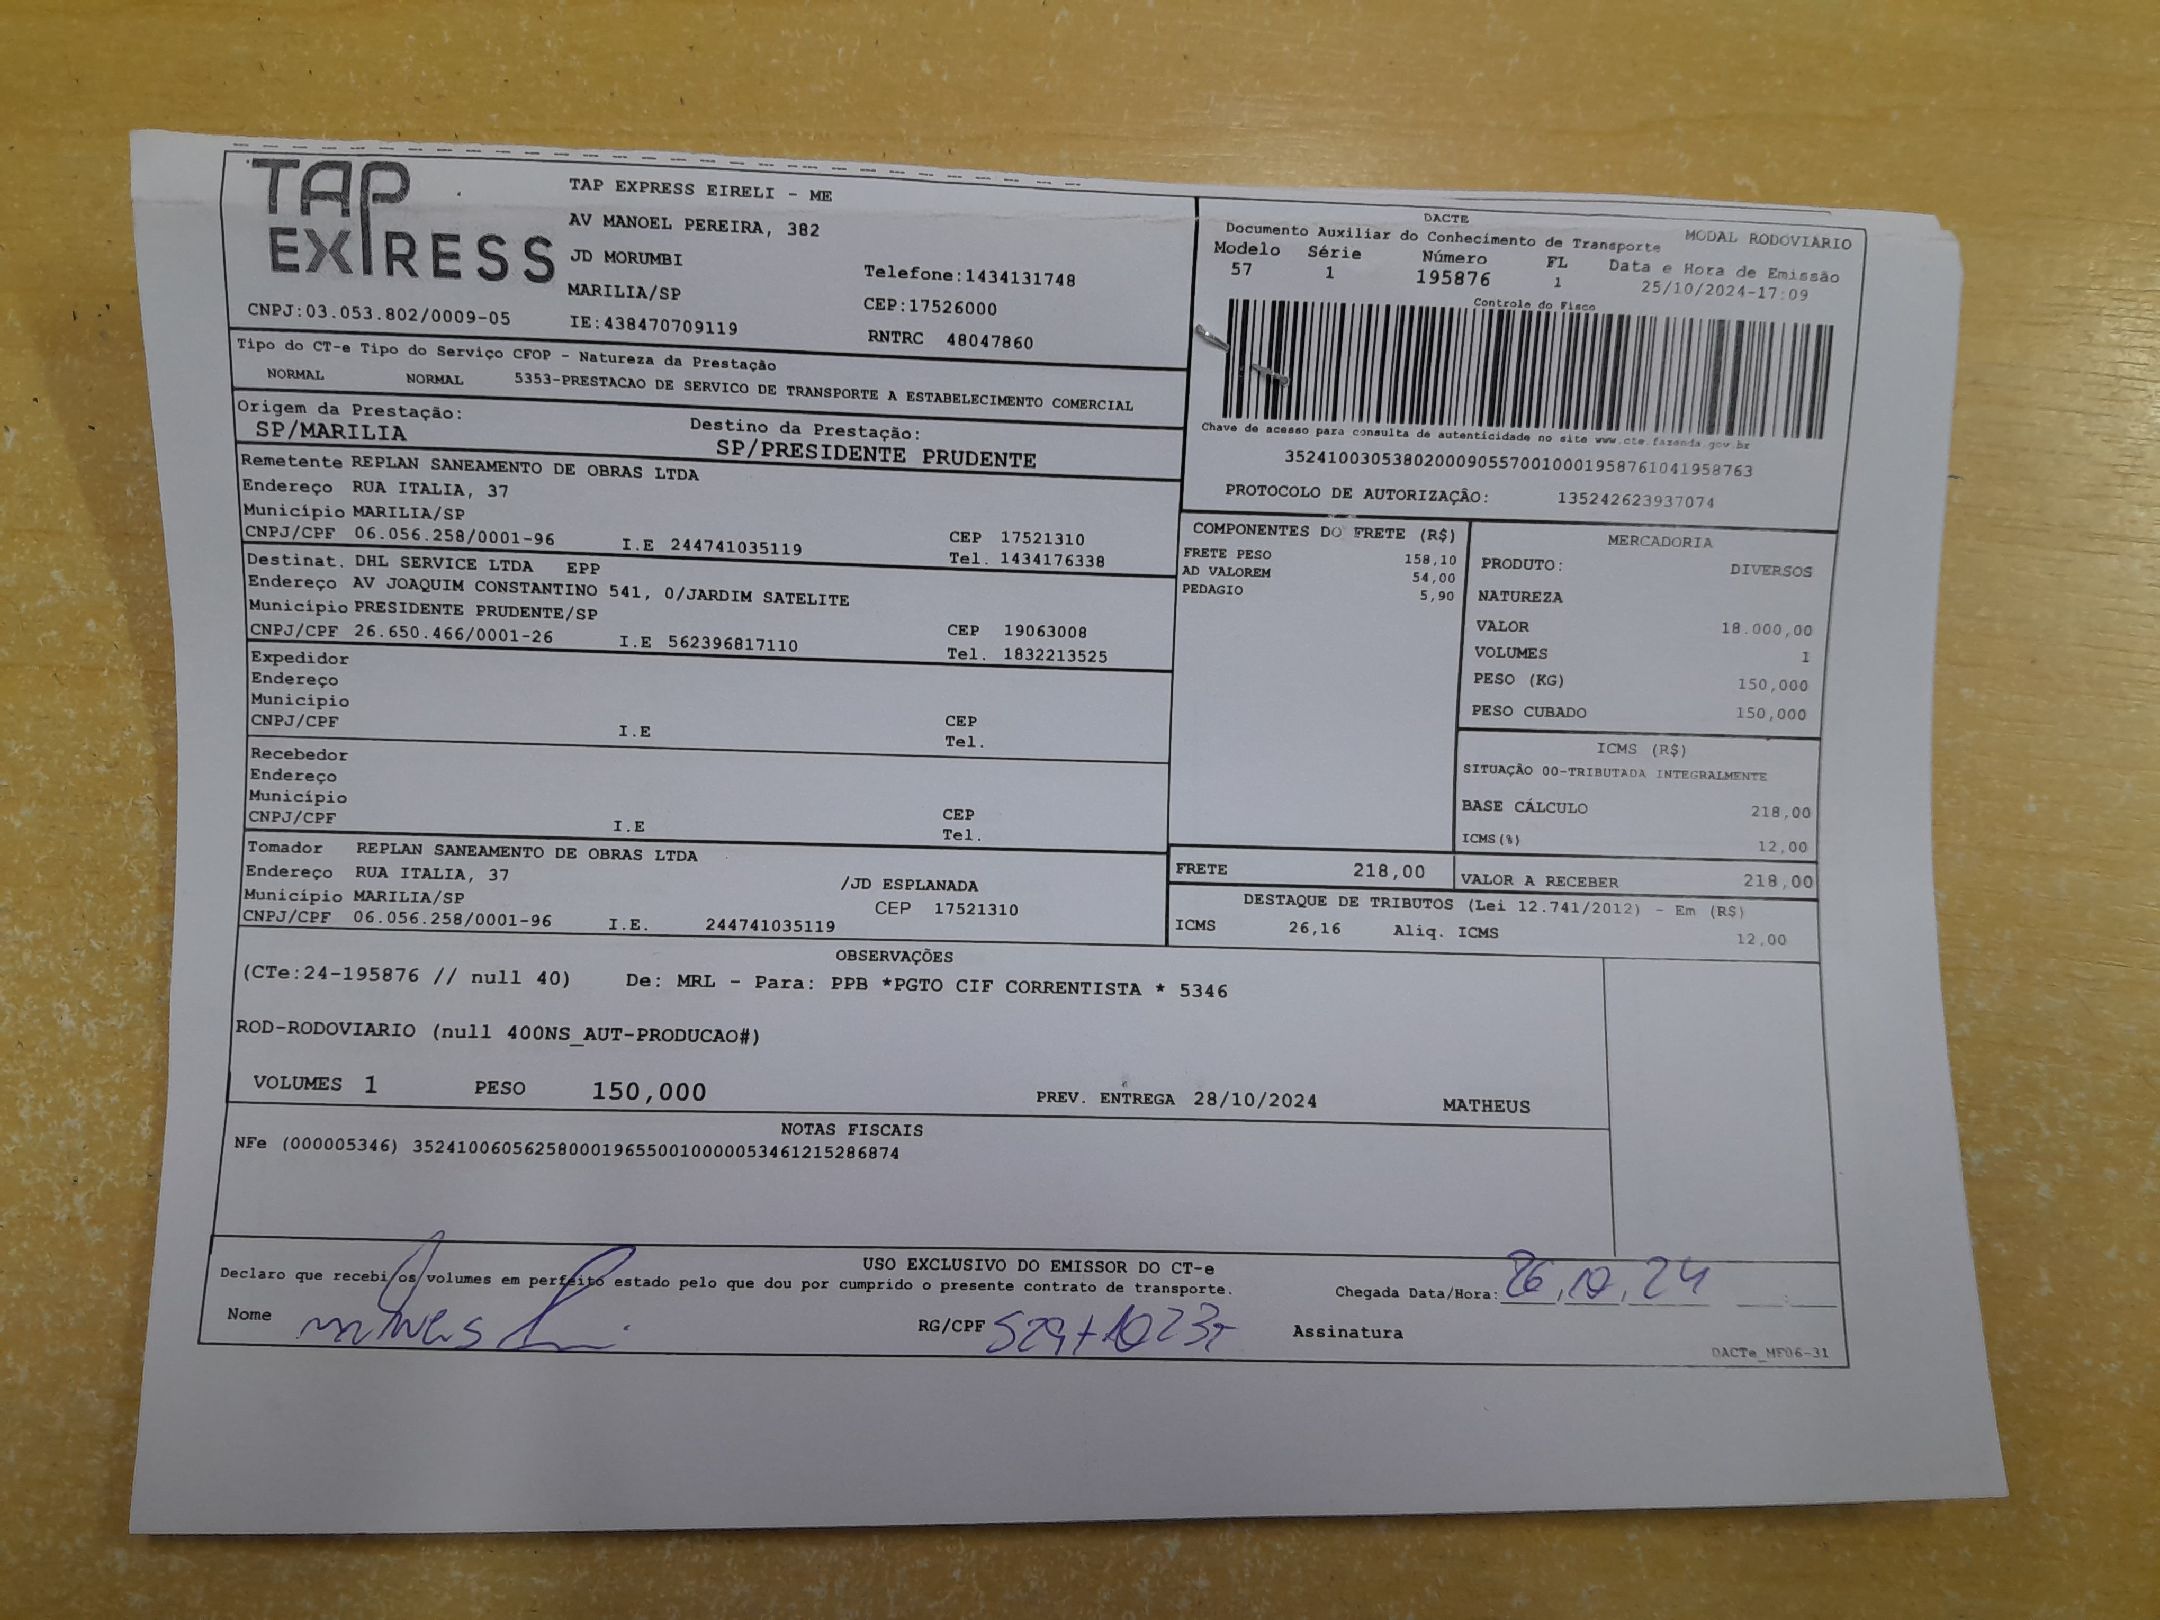 TAP EXPRESS
CNPJ:03.053.802/0009-05
TAP EXPRESS EIRELI - ME
AV MANOEL PEREIRA, 382
JD MORUMBI
MARILIA/SP
IE:438470709119
Telefone:1434131748
CEP:17526000
RNTRC 48047860
DACTE
Documento Auxiliar do Conhecimento de Transporte
MODAL RODOVIARIO
Modelo Série Número FL Data e Hora de Emissão
57 1 195876 1 25/10/2024-17:09
Controle do Fisco
Chave de acesso para consulta de autenticidade no site www.cte.fazenda.gov.br
35241003053802000905570010001958761041958763
PROTOCOLO DE AUTORIZAÇÃO: 135242623937074
Tipo do CT-e Tipo do Serviço CFOP - Natureza da Prestação
NORMAL NORMAL 5353-PRESTACAO DE SERVICO DE TRANSPORTE A ESTABELECIMENTO COMERCIAL
Origem da Prestação: Destino da Prestação:
SP/MARILIA SP/PRESIDENTE PRUDENTE
Remetente REPLAN SANEAMENTO DE OBRAS LTDA
Endereço RUA ITALIA, 37
Município MARILIA/SP CEP 17521310
CNPJ/CPF 06.056.258/0001-96 I.E 244741035119 Tel. 1434176338
Destinat. DHL SERVICE LTDA EPP
Endereço AV JOAQUIM CONSTANTINO 541, 0/JARDIM SATELITE
Município PRESIDENTE PRUDENTE/SP CEP 19063008
CNPJ/CPF 26.650.466/0001-26 I.E 562396817110 Tel. 1832213525
Expedidor
Endereço
Municipio
CNPJ/CPF I.E CEP
Tel.
Recebedor
Endereço
Município
CNPJ/CPF I.E CEP
Tel.
Tomador REPLAN SANEAMENTO DE OBRAS LTDA
Endereço RUA ITALIA, 37 /JD ESPLANADA
Município MARILIA/SP CEP 17521310
CNPJ/CPF 06.056.258/0001-96 I.E. 244741035119
COMPONENTES DO FRETE (R$)
FRETE PESO 158,10
AD VALOREM 54,00
PEDAGIO 5,90
MERCADORIA
PRODUTO: DIVERSOS
NATUREZA
VALOR 18.000,00
VOLUMES 1
PESO (KG) 150,000
PESO CUBADO 150,000
ICMS (R$)
SITUAÇÃO 00-TRIBUTADA INTEGRALMENTE
BASE CÁLCULO 218,00
ICMS(%) 12,00
FRETE 218,00 VALOR A RECEBER 218,00
DESTAQUE DE TRIBUTOS (Lei 12.741/2012) - Em (R$)
ICMS 26,16 Aliq. ICMS 12,00
OBSERVAÇÕES
(CTe:24-195876 // null 40) De: MRL - Para: PPB *PGTO CIF CORRENTISTA * 5346
ROD-RODOVIARIO (null 400NS_AUT-PRODUCAO#)
VOLUMES 1 PESO 150,000 PREV. ENTREGA 28/10/2024 MATHEUS
NOTAS FISCAIS
NFe (000005346) 35241006056258000196550010000053461215286874
USO EXCLUSIVO DO EMISSOR DO CT-e
Declaro que recebi os volumes em perfeito estado pelo que dou por cumprido o presente contrato de transporte.
Chegada Data/Hora: 26,10,24
Nome RG/CPF Assinatura
DACTe_MF06-31